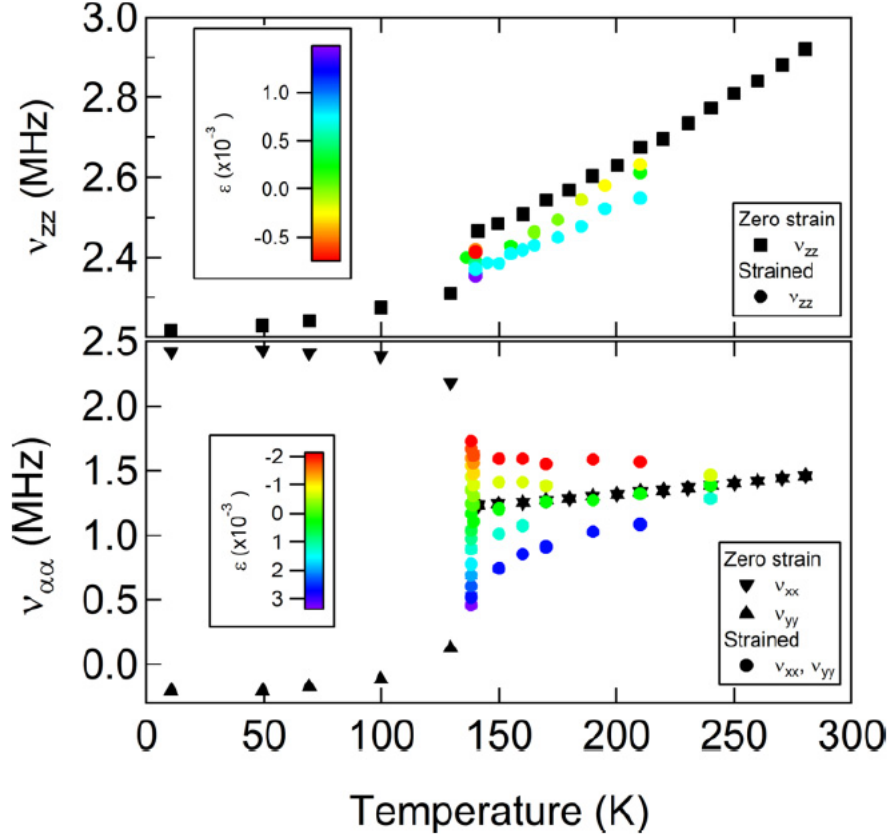 3.0
2.8
2.6
2.4
ν_zz (MHz)
ε (x10⁻³)
1.0
0.0
-0.5
Zero strain
ν_zz
Strained
ν_zz
2.5
2.0
1.5
1.0
0.5
0.0
ν_αα (MHz)
ε (x10⁻³)
-2
-1
0
1
2
3
Zero strain
ν_xx
ν_yy
Strained
ν_xx, ν_yy
0 50 100 150 200 250 300
Temperature (K)